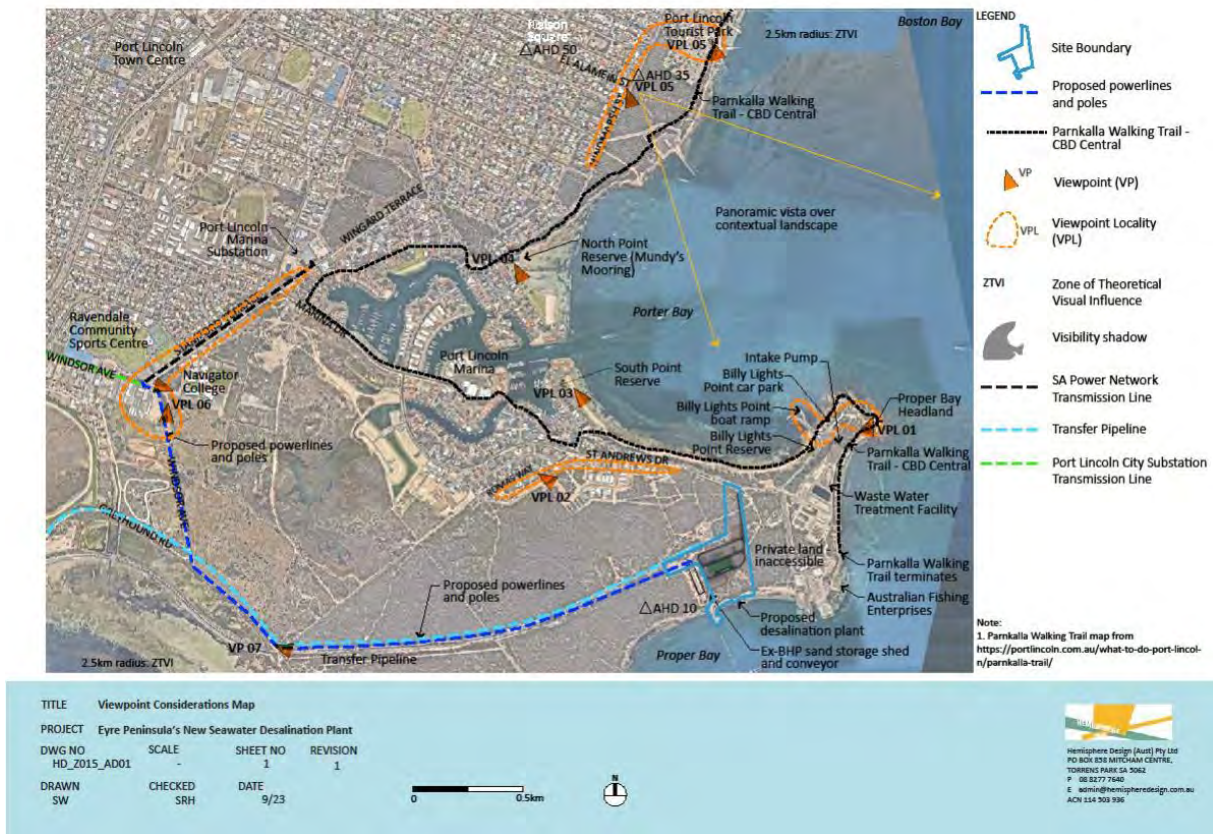 Port Lincoln
Town Centre
Square
△AHD 50
EL ALAMEIN ST
△AHD 35
VPL 05
Port Lincoln
Tourist Park
VPL 05
2.5km radius: ZTVI
Boston Bay
Parnkalla Walking
Trail - CBD Central
WINGARD TERRACE
Port Lincoln
Marina
Substation
VPL 04
North Point
Reserve (Mundy's
Mooring)
Panoramic vista over
contextual landscape
Porter Bay
MARINA DR
Ravendale
Community
Sports Centre
WINDSOR AVE
Navigator
College
VPL 06
Proposed powerlines
and poles
WINDSOR AVE
Port Lincoln
Marina
South Point
Reserve
VPL 03
Intake Pump
Billy Lights
Point car park
Billy Lights Point
boat ramp
Billy Lights
Point Reserve
Proper Bay
Headland
VPL 01
Parnkalla Walking
Trail - CBD Central
ST ANDREWS DR
VPL 02
Waste Water
Treatment Facility
GREYHOUND RD
Private land -
inaccessible
Parnkalla Walking
Trail terminates
Australian Fishing
Enterprises
Proposed powerlines
and poles
△AHD 10
Proposed
desalination plant
Ex-BHP sand storage shed
and conveyor
VP 07
Transfer Pipeline
2.5km radius: ZTVI
Proper Bay
LEGEND
Site Boundary
Proposed powerlines
and poles
Parnkalla Walking Trail -
CBD Central
VP
Viewpoint (VP)
VPL
Viewpoint Locality
(VPL)
ZTVI
Zone of Theoretical
Visual Influence
Visibility shadow
SA Power Network
Transmission Line
Transfer Pipeline
Port Lincoln City Substation
Transmission Line
Note:
1. Parnkalla Walking Trail map from
https://portlincoln.com.au/what-to-do-port-lincol-
n/parnkalla-trail/
TITLE Viewpoint Considerations Map
PROJECT Eyre Peninsula's New Seawater Desalination Plant
DWG NO SCALE SHEET NO REVISION
HD_Z015_AD01 - 1 1
DRAWN CHECKED DATE
SW SRH 9/23
0 0.5km
N
HEMISPHERE
Hemisphere Design (Aust) Pty Ltd
PO BOX 858 MITCHAM CENTRE,
TORRENS PARK SA 5062
P 08 8277 7640
E admin@hemispheredesign.com.au
ACN 114 503 936